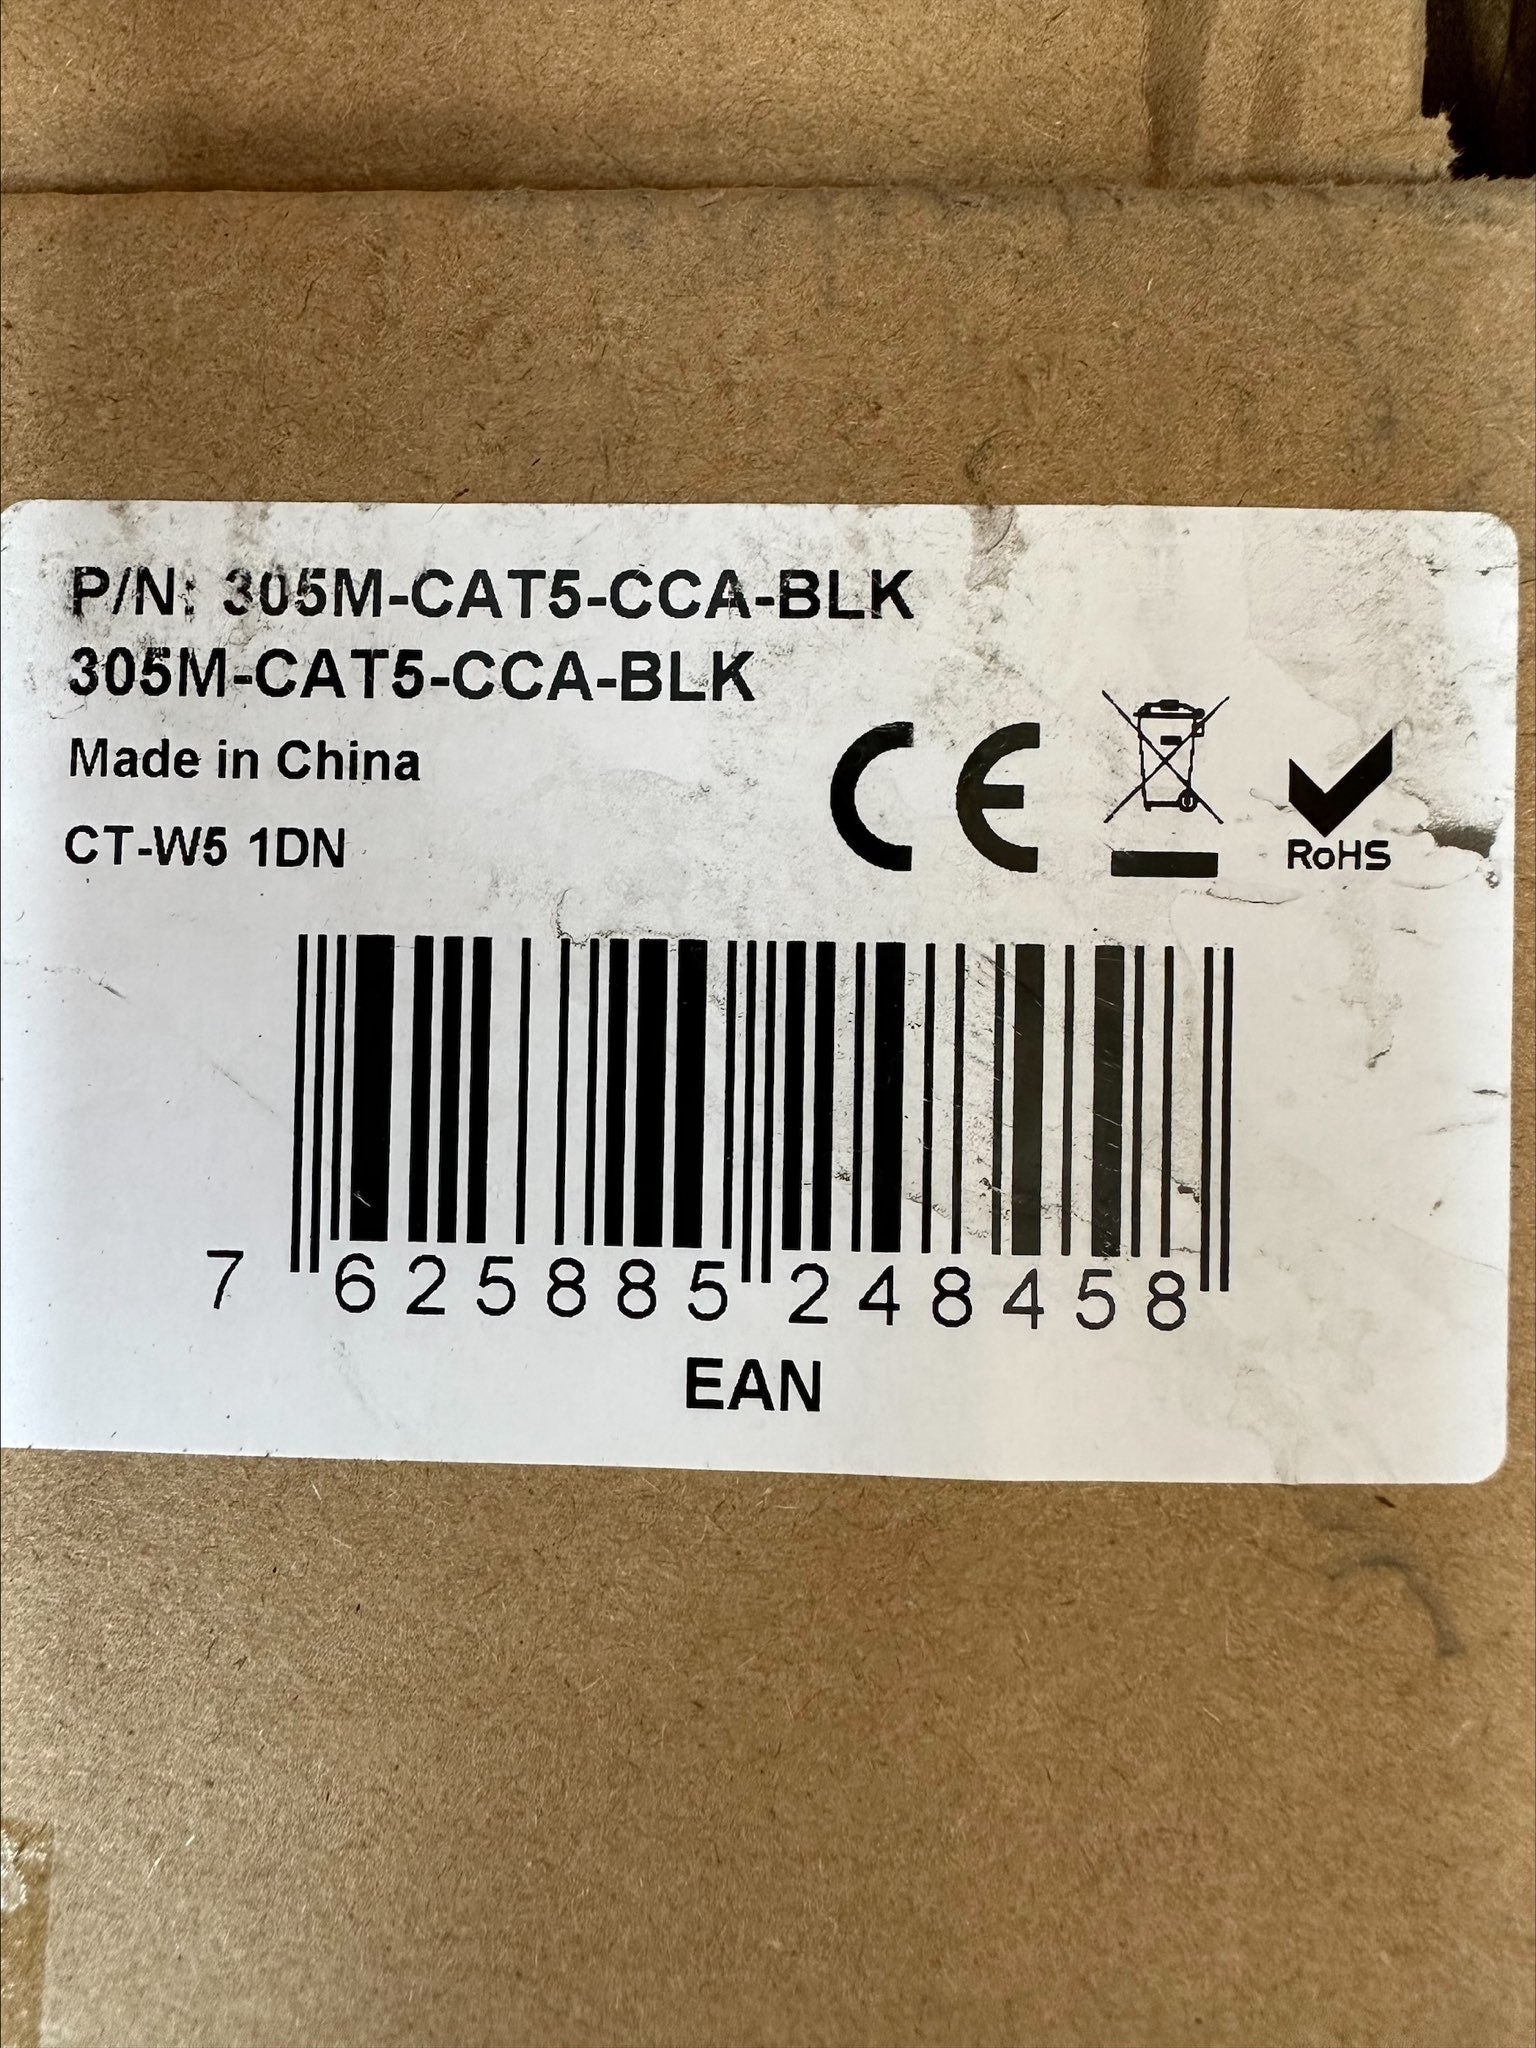 P/N: 305M-CAT5-CCA-BLK
305M-CAT5-CCA-BLK
Made in China
CT-W5 1DN
CE
RoHS
7 625885 248458
EAN